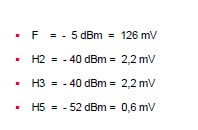 ▪ F = - 5 dBm = 126 mV
▪ H2 = - 40 dBm = 2,2 mV
▪ H3 = - 40 dBm = 2,2 mV
▪ H5 = - 52 dBm = 0,6 mV